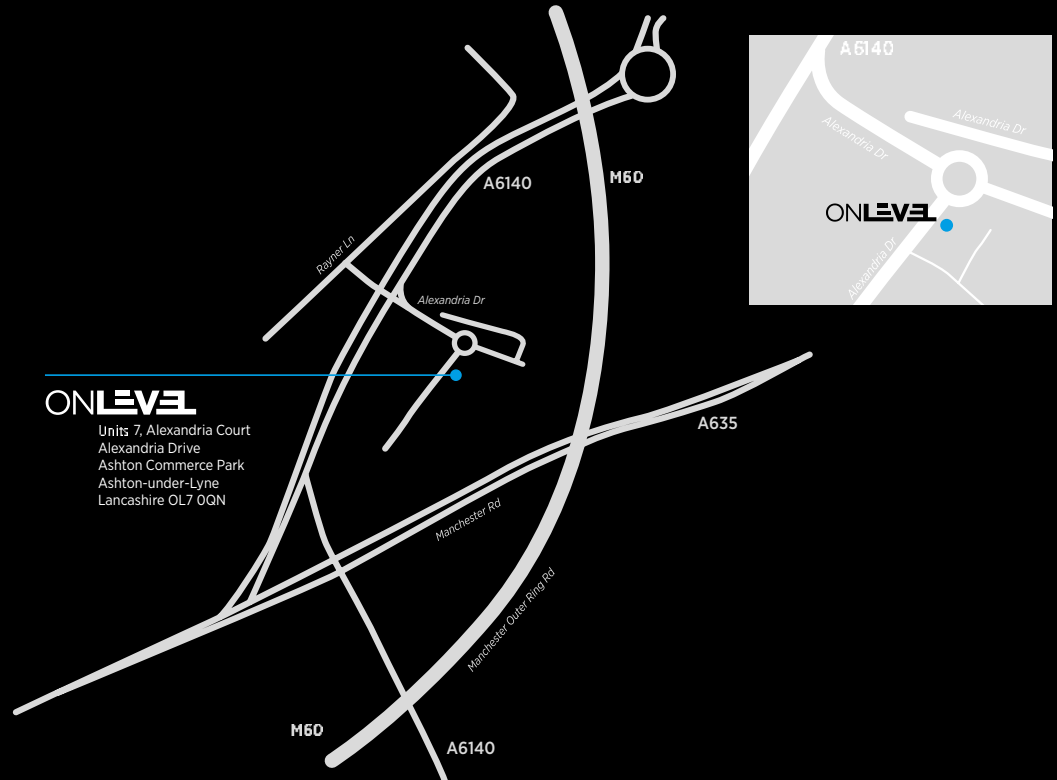 A6140
Alexandria Dr
Alexandria Dr
ONLEVEL
Alexandria Dr
A6140
M60
Rayner Ln
Alexandria Dr
ONLEVEL
Units 7, Alexandria Court
Alexandria Drive
Ashton Commerce Park
Ashton-under-Lyne
Lancashire OL7 0QN
A635
Manchester Rd
Manchester Outer Ring Rd
M60
A6140